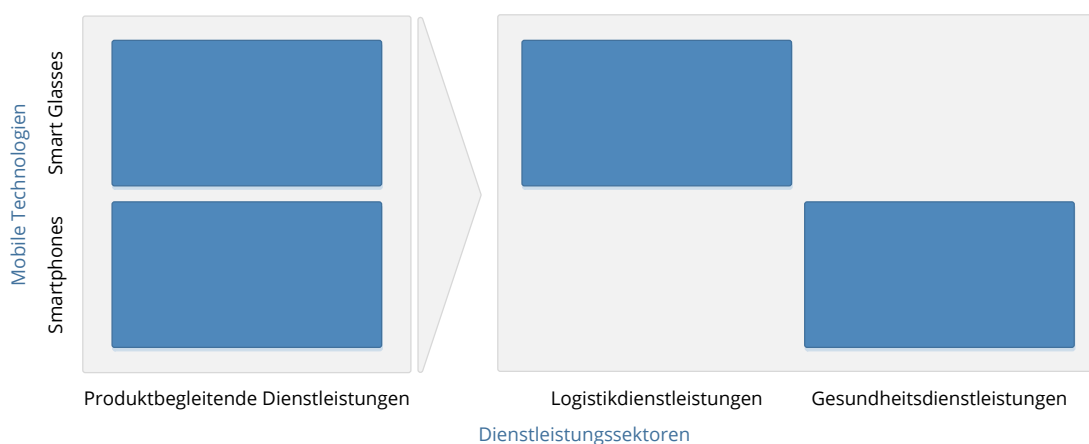 Mobile Technologien
Smart Glasses
Smartphones
Produktbegleitende Dienstleistungen
Logistikdienstleistungen
Gesundheitsdienstleistungen
Dienstleistungssektoren